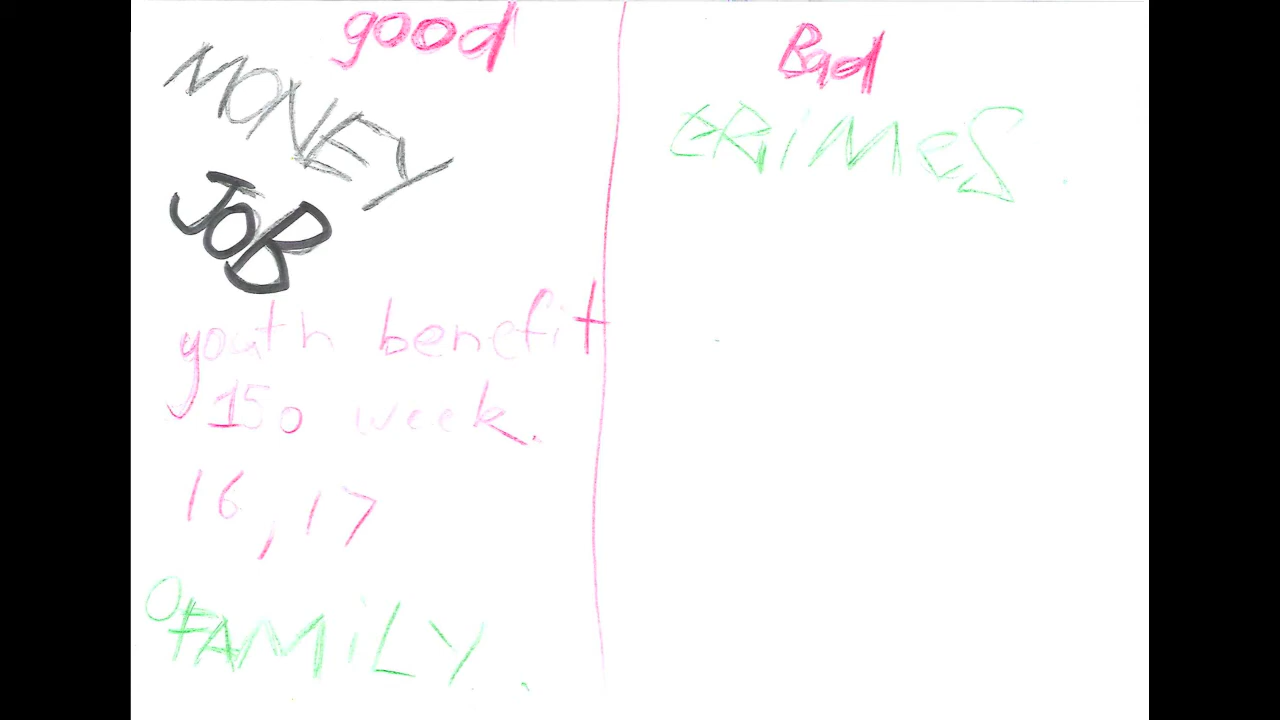 good
MONEY
JOB
youth benefit
150 week.
16, 17
FAMiLY.
Bad
CRiMES.